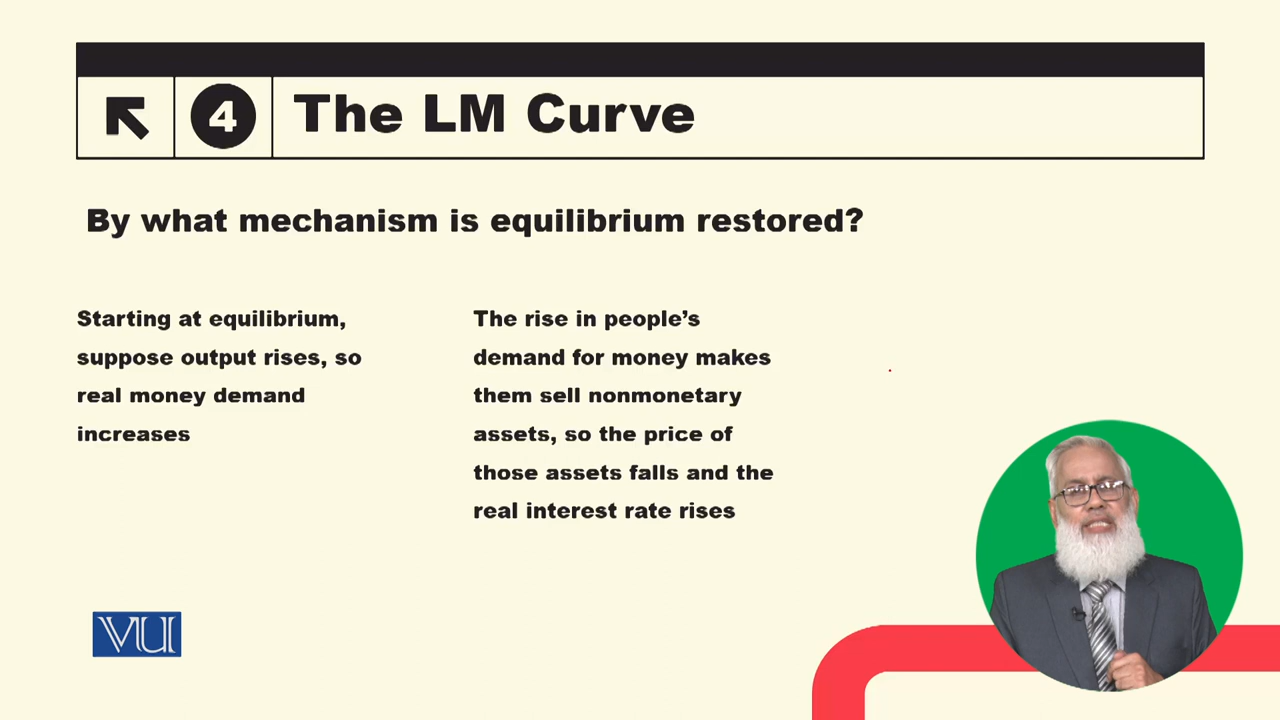 4 The LM Curve
By what mechanism is equilibrium restored?
Starting at equilibrium,
suppose output rises, so
real money demand
increases
The rise in people’s
demand for money makes
them sell nonmonetary
assets, so the price of
those assets falls and the
real interest rate rises
VU